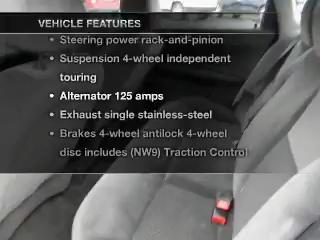 VEHICLE FEATURES
• Steering power rack-and-pinion
• Suspension 4-wheel independent
touring
• Alternator 125 amps
• Exhaust single stainless-steel
• Brakes 4-wheel antilock 4-wheel
disc includes (NW9) Traction Control